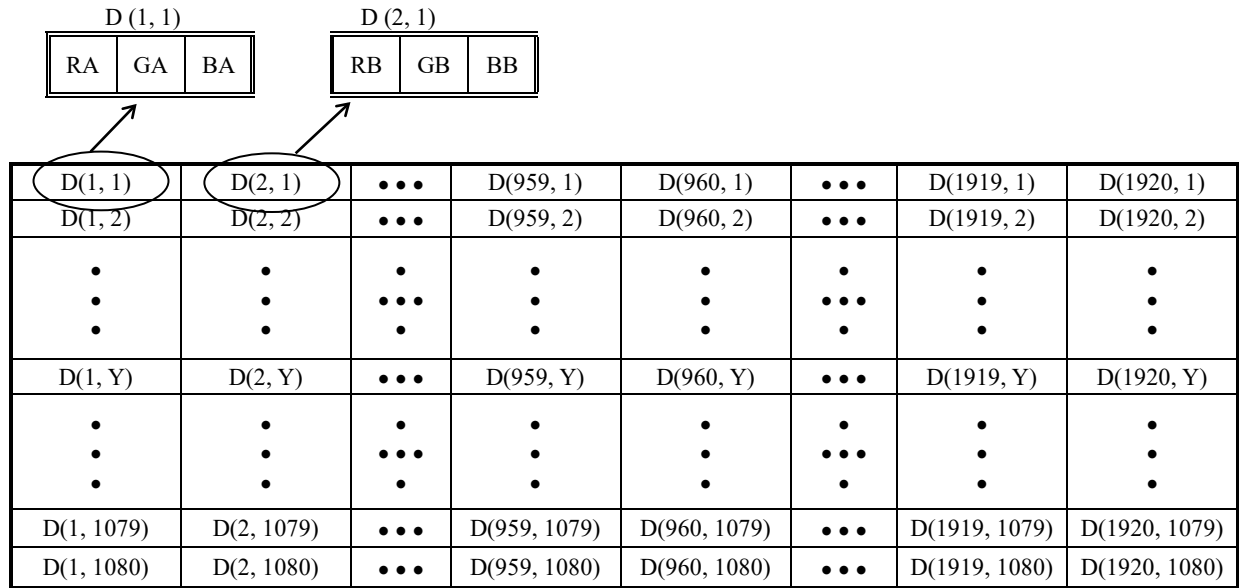 D (1, 1) D (2, 1)
RA GA BA RB GB BB
D(1, 1) D(2, 1) ● ● ● D(959, 1) D(960, 1) ● ● ● D(1919, 1) D(1920, 1)
D(1, 2) D(2, 2) ● ● ● D(959, 2) D(960, 2) ● ● ● D(1919, 2) D(1920, 2)
● ● ● ● ● ● ● ●
● ● ● ● ● ● ● ● ● ● ● ●
● ● ● ● ● ● ● ●
D(1, Y) D(2, Y) ● ● ● D(959, Y) D(960, Y) ● ● ● D(1919, Y) D(1920, Y)
● ● ● ● ● ● ● ●
● ● ● ● ● ● ● ● ● ● ● ●
● ● ● ● ● ● ● ●
D(1, 1079) D(2, 1079) ● ● ● D(959, 1079) D(960, 1079) ● ● ● D(1919, 1079) D(1920, 1079)
D(1, 1080) D(2, 1080) ● ● ● D(959, 1080) D(960, 1080) ● ● ● D(1919, 1080) D(1920, 1080)